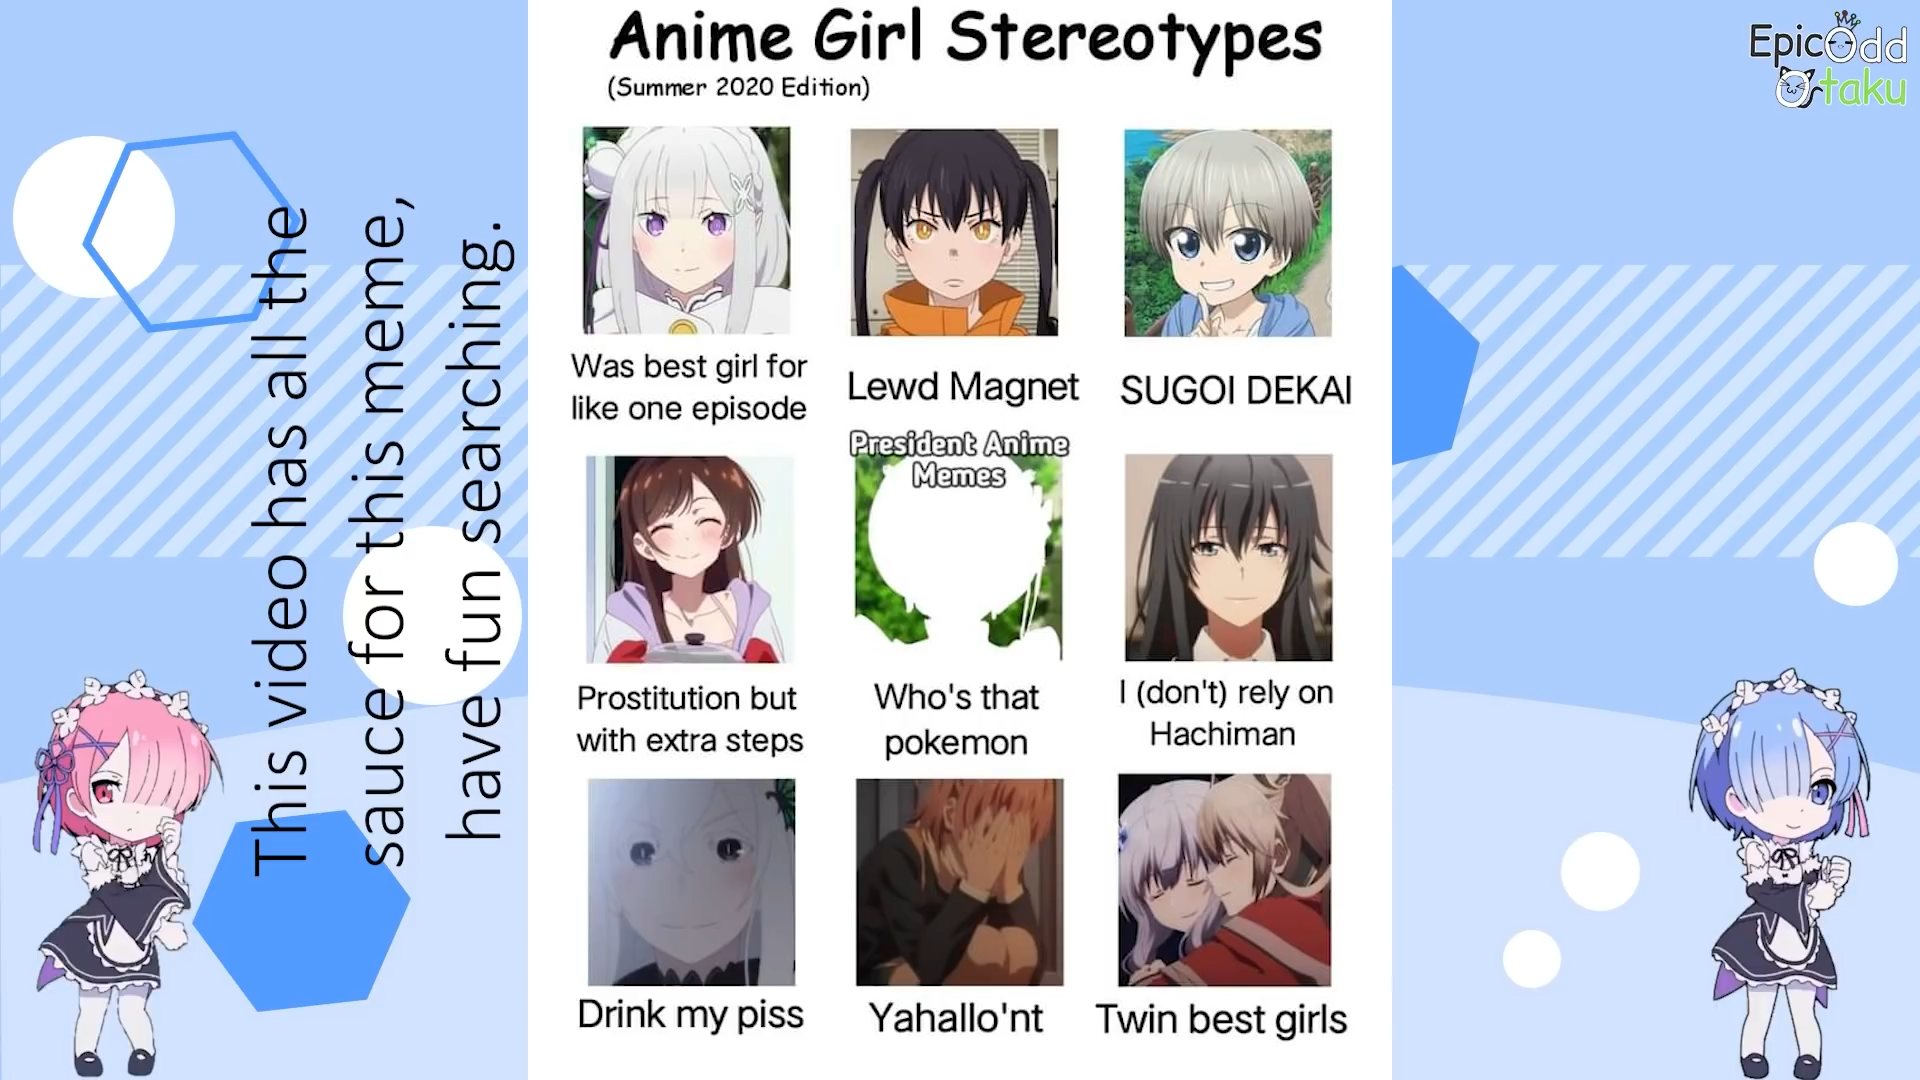 Anime Girl Stereotypes
(Summer 2020 Edition)
Epic Odd
Otaku
This video has all the
sauce for this meme,
have fun searching.
Was best girl for
like one episode
Lewd Magnet
SUGOI DEKAI
President Anime
Memes
Prostitution but
with extra steps
Who's that
pokemon
I (don't) rely on
Hachiman
Drink my piss
Yahallo'nt
Twin best girls